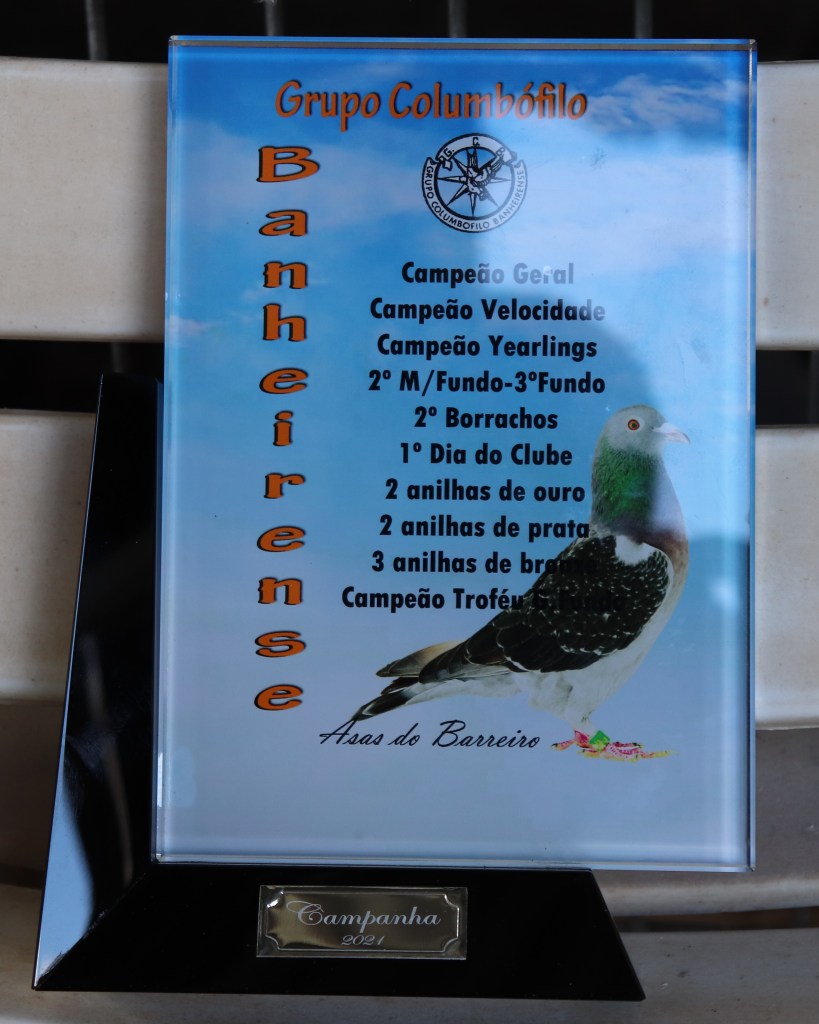 Grupo Columbófilo
Banheirense
G. C. B.
GRUPO COLUMBOFILO BANHEIRENSE
Campeão Geral
Campeão Velocidade
Campeão Yearlings
2º M/Fundo-3ºFundo
2º Borrachos
1º Dia do Clube
2 anilhas de ouro
2 anilhas de prata
3 anilhas de bronze
Campeão Troféu G.Fundo
Asas do Barreiro
Campanha
2021